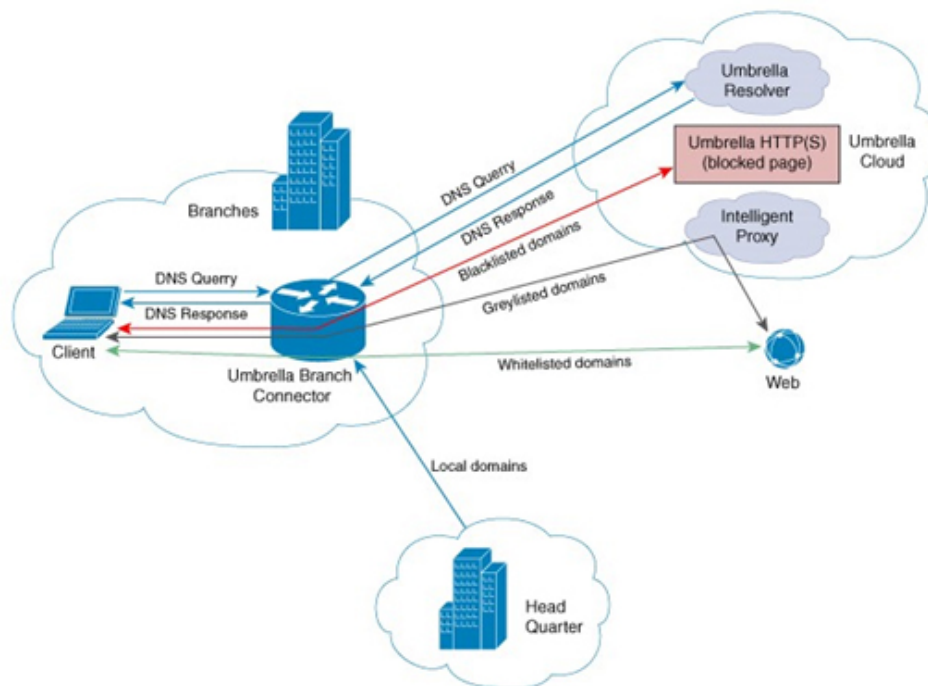 Umbrella
Resolver
Umbrella HTTP(S)
(blocked page)
Umbrella
Cloud
Intelligent
Proxy
DNS Querry
DNS Response
Blacklisted domains
Greylisted domains
Branches
DNS Querry
DNS Response
Client
Umbrella Branch
Connector
Whitelisted domains
Web
Local domains
Head
Quarter